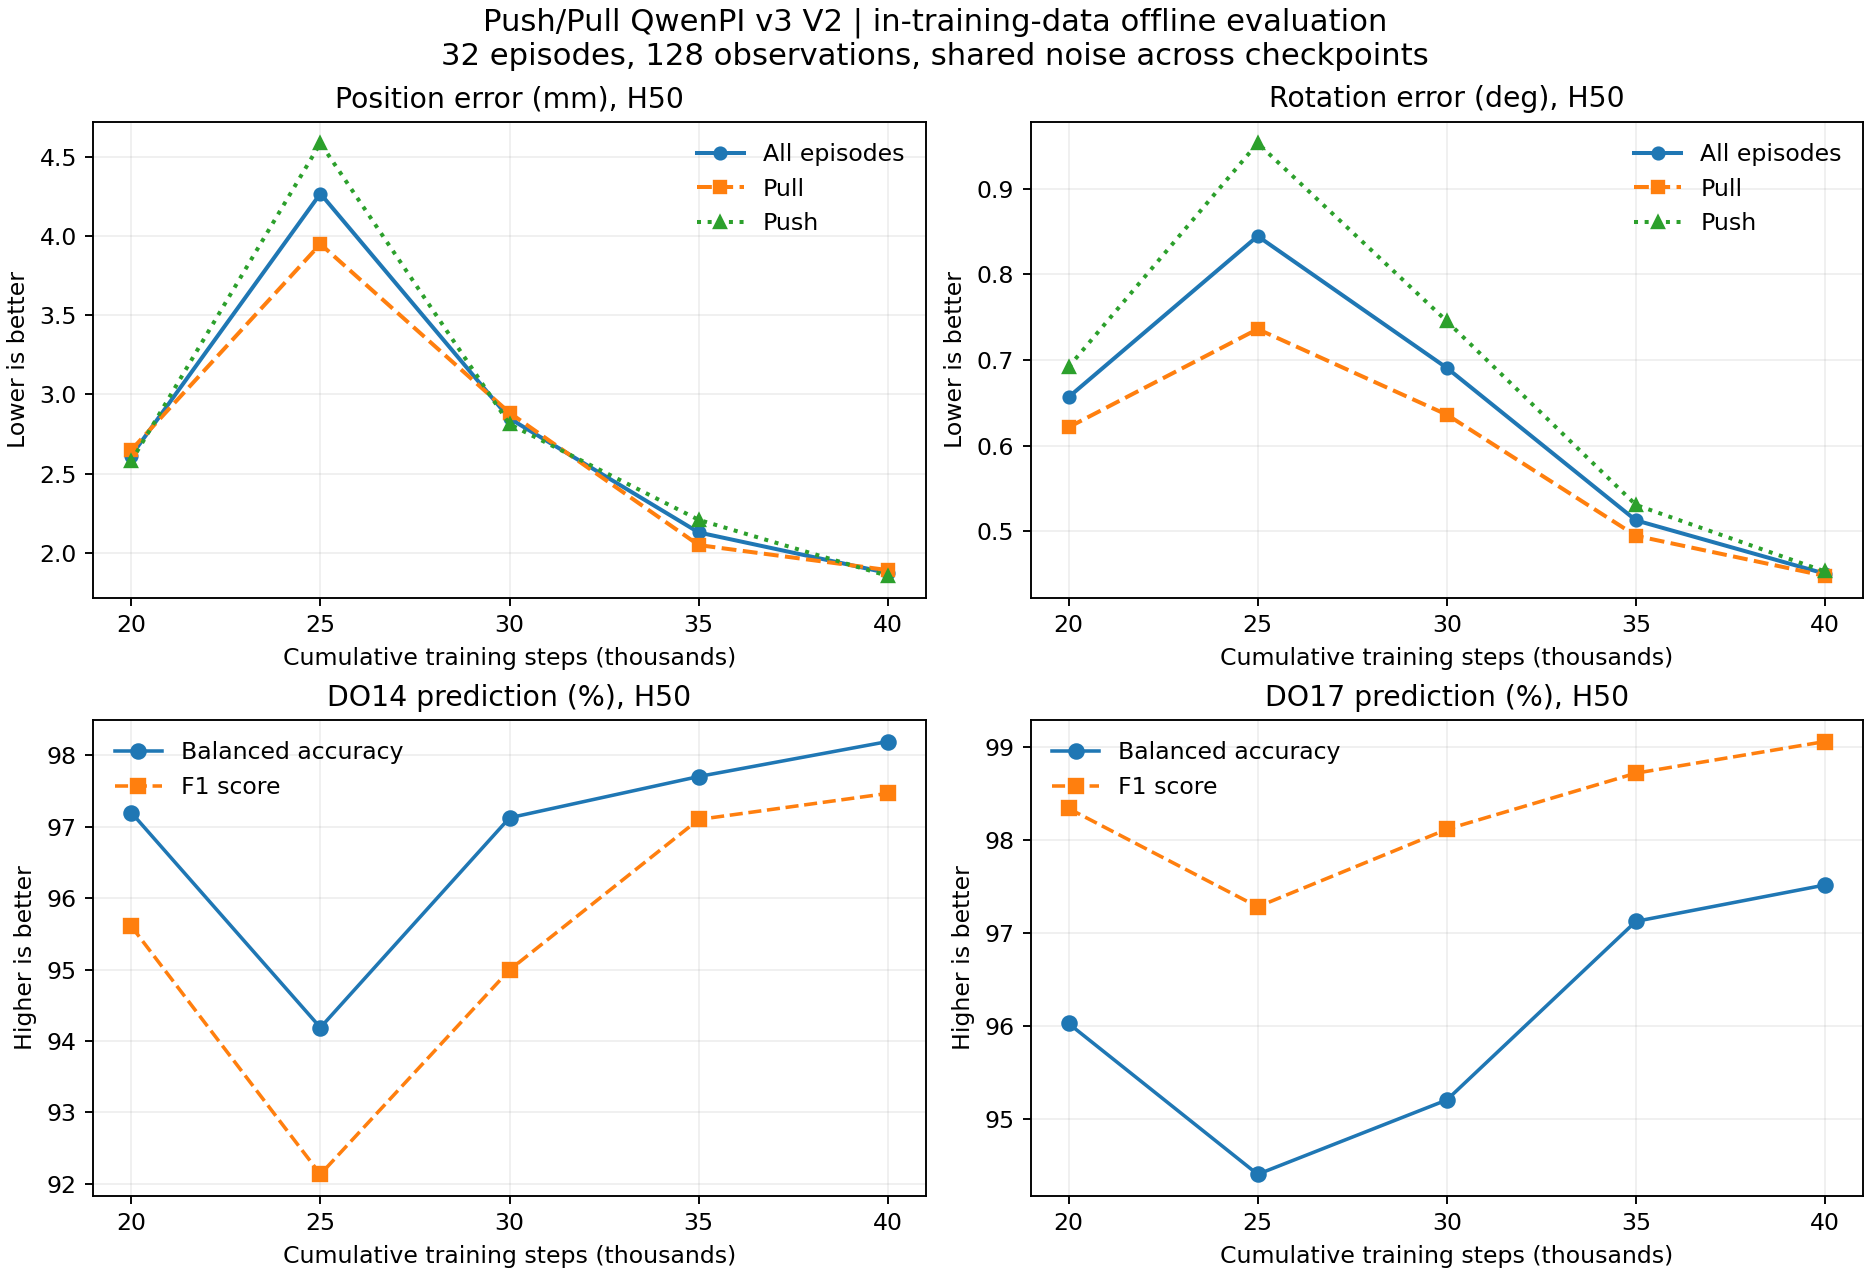 Push/Pull QwenPI v3 V2 | in-training-data offline evaluation
32 episodes, 128 observations, shared noise across checkpoints
Position error (mm), H50
Lower is better
4.5
4.0
3.5
3.0
2.5
2.0
All episodes
Pull
Push
20 25 30 35 40
Cumulative training steps (thousands)
Rotation error (deg), H50
Lower is better
0.9
0.8
0.7
0.6
0.5
All episodes
Pull
Push
20 25 30 35 40
Cumulative training steps (thousands)
DO14 prediction (%), H50
Higher is better
98
97
96
95
94
93
92
Balanced accuracy
F1 score
20 25 30 35 40
Cumulative training steps (thousands)
DO17 prediction (%), H50
Higher is better
99
98
97
96
95
Balanced accuracy
F1 score
20 25 30 35 40
Cumulative training steps (thousands)